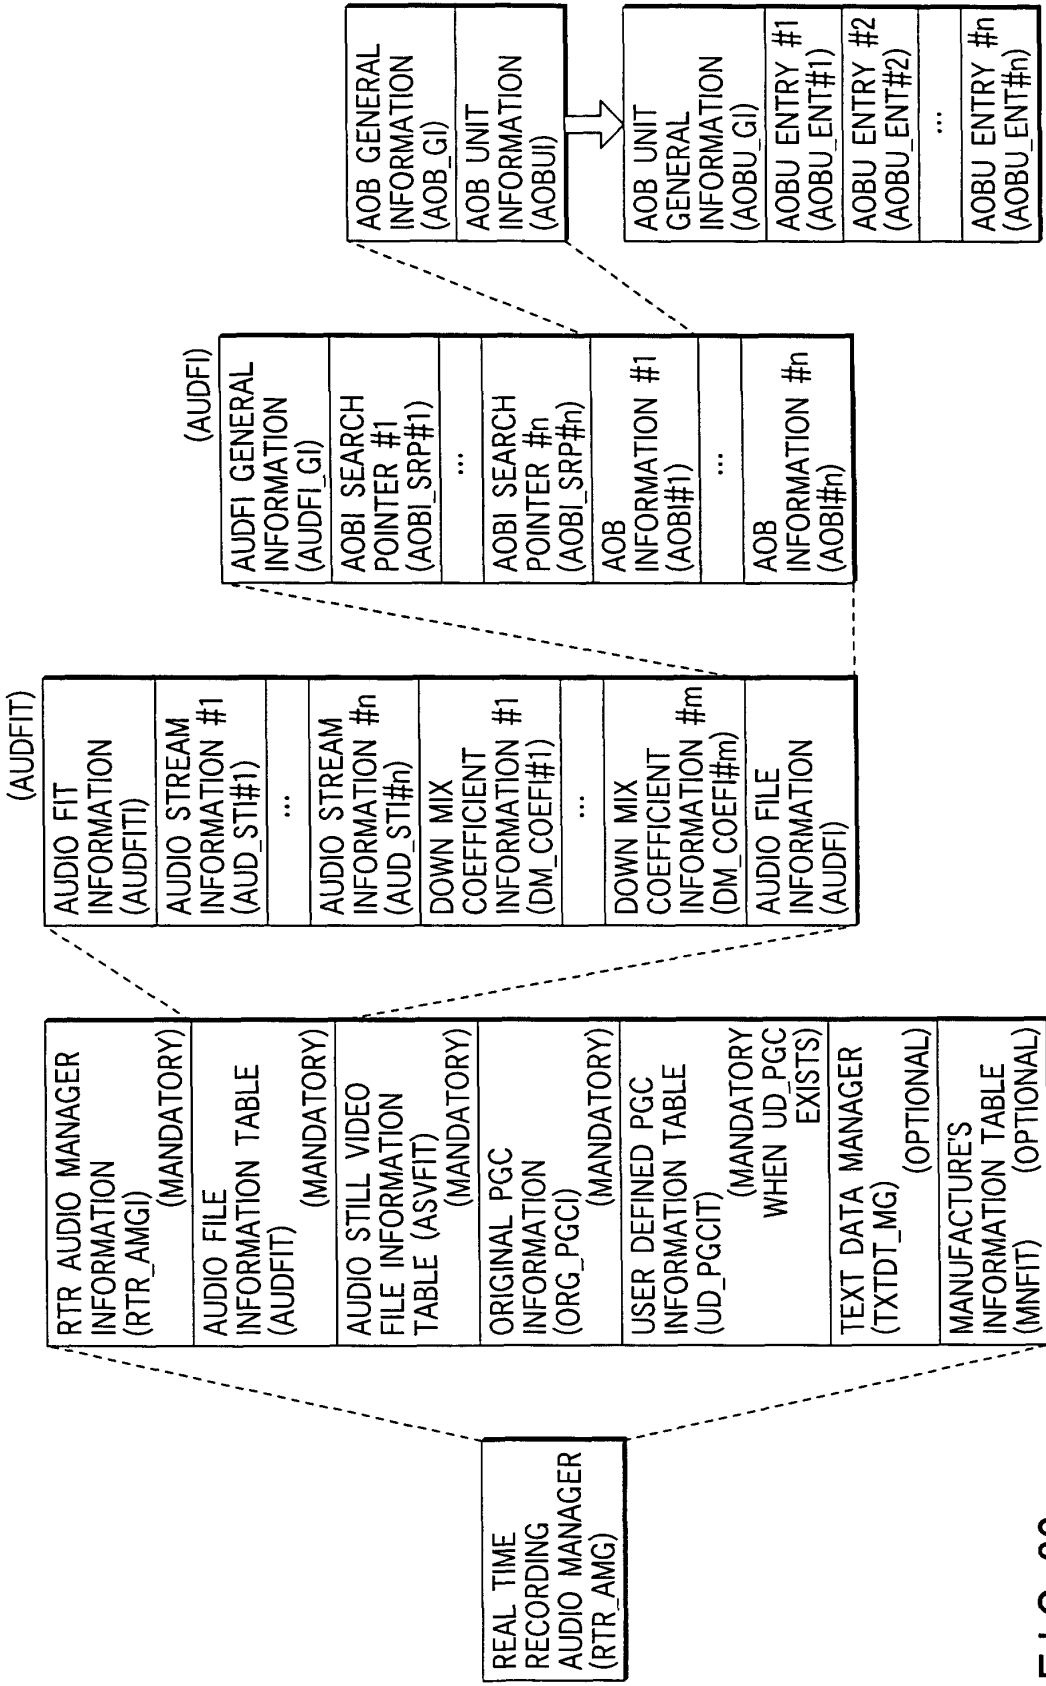 REAL TIME
RECORDING
AUDIO MANAGER
(RTR_AMG)
RTR AUDIO MANAGER
INFORMATION
(RTR_AMGI)
(MANDATORY)
AUDIO FILE
INFORMATION TABLE
(AUDFIT)
(MANDATORY)
AUDIO STILL VIDEO
FILE INFORMATION
TABLE (ASVFIT)
(MANDATORY)
ORIGINAL PGC
INFORMATION
(ORG_PGCI)
(MANDATORY)
USER DEFINED PGC
INFORMATION TABLE
(UD_PGCIT)
(MANDATORY
WHEN UD_PGC
EXISTS)
TEXT DATA MANAGER
(TXTDT_MG)
(OPTIONAL)
MANUFACTURE'S
INFORMATION TABLE
(MNFIT) (OPTIONAL)
(AUDFIT)
AUDIO FIT
INFORMATION
(AUDFITI)
AUDIO STREAM
INFORMATION #1
(AUD_STI#1)
...
AUDIO STREAM
INFORMATION #n
(AUD_STI#n)
DOWN MIX
COEFFICIENT
INFORMATION #1
(DM_COEFI#1)
...
DOWN MIX
COEFFICIENT
INFORMATION #m
(DM_COEFI#m)
AUDIO FILE
INFORMATION
(AUDFI)
(AUDFI)
AUDFI GENERAL
INFORMATION
(AUDFI_GI)
AOBI SEARCH
POINTER #1
(AOBI_SRP#1)
...
AOBI SEARCH
POINTER #n
(AOBI_SRP#n)
AOB
INFORMATION #1
(AOBI#1)
...
AOB
INFORMATION #n
(AOBI#n)
AOB GENERAL
INFORMATION
(AOB_GI)
AOB UNIT
INFORMATION
(AOBUI)
AOB UNIT
GENERAL
INFORMATION
(AOBU_GI)
AOBU ENTRY #1
(AOBU_ENT#1)
AOBU ENTRY #2
(AOBU_ENT#2)
...
AOBU ENTRY #n
(AOBU_ENT#n)